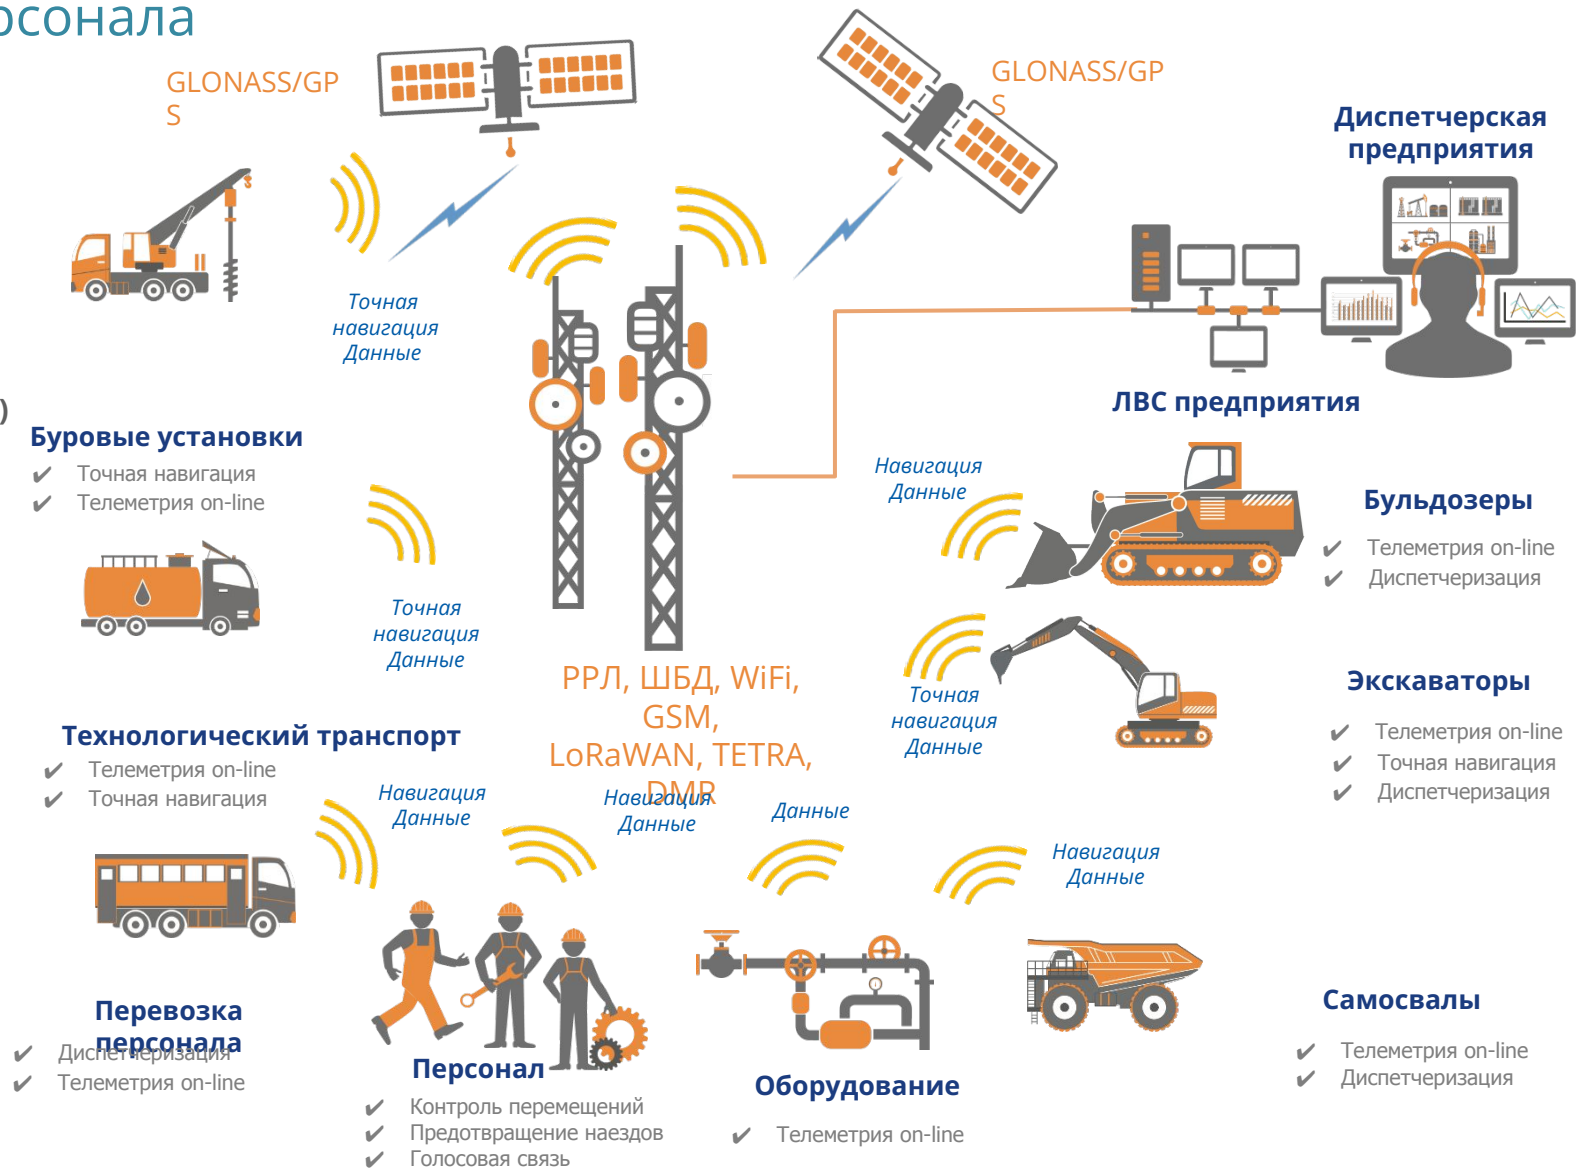 рсонала
GLONASS/GP
S
GLONASS/GP
S
Диспетчерская
предприятия
Точная
навигация
Данные
)
Буровые установки
✔ Точная навигация
✔ Телеметрия on-line
ЛВС предприятия
Навигация
Данные
Бульдозеры
✔ Телеметрия on-line
✔ Диспетчеризация
Точная
навигация
Данные
РРЛ, ШБД, WiFi,
GSM,
LoRaWAN, TETRA,
DMR
Точная
навигация
Данные
Экскаваторы
✔ Телеметрия on-line
✔ Точная навигация
✔ Диспетчеризация
Технологический транспорт
✔ Телеметрия on-line
✔ Точная навигация
Навигация
Данные
Навигация
Данные
Данные
Навигация
Данные
Перевозка
персонала
✔ Диспетчеризация
✔ Телеметрия on-line
Персонал
✔ Контроль перемещений
✔ Предотвращение наездов
✔ Голосовая связь
Оборудование
✔ Телеметрия on-line
Самосвалы
✔ Телеметрия on-line
✔ Диспетчеризация